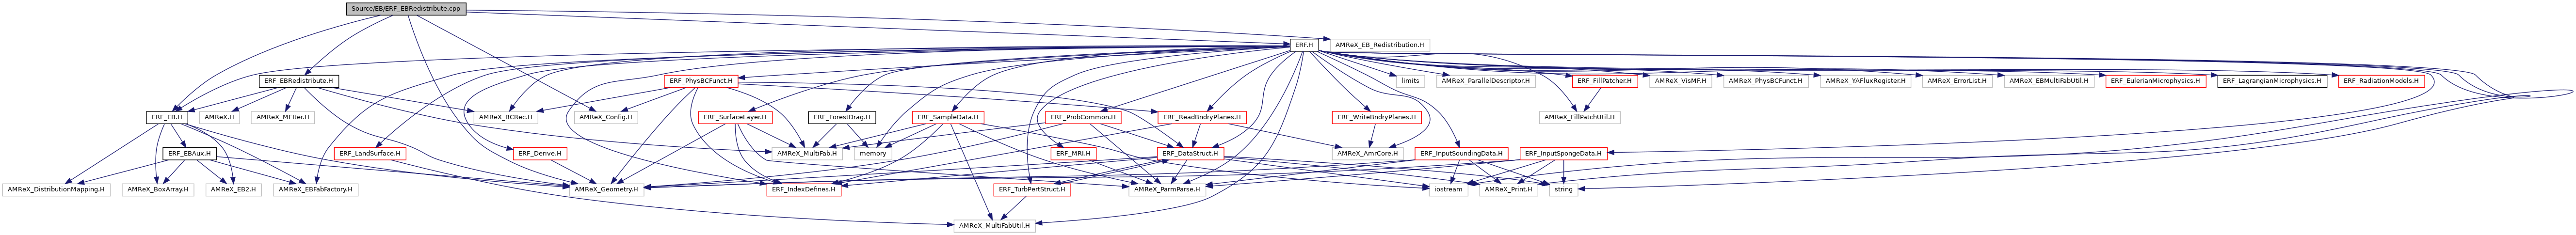 Source/EB/ERF_EBRedistribute.cpp
ERF.H
AMReX_EB_Redistribution.H
ERF_EBRedistribute.H
ERF_PhysBCFunct.H
limits
AMReX_ParallelDescriptor.H
ERF_FillPatcher.H
AMReX_VisMF.H
AMReX_PhysBCFunct.H
AMReX_YAFluxRegister.H
AMReX_ErrorList.H
AMReX_EBMultiFabUtil.H
ERF_EulerianMicrophysics.H
ERF_LagrangianMicrophysics.H
ERF_RadiationModels.H
ERF_EB.H
AMReX.H
AMReX_MFIter.H
AMReX_BCRec.H
AMReX_Config.H
ERF_SurfaceLayer.H
ERF_ForestDrag.H
ERF_SampleData.H
ERF_ProbCommon.H
ERF_ReadBndryPlanes.H
ERF_WriteBndryPlanes.H
AMReX_FillPatchUtil.H
ERF_EBAux.H
ERF_LandSurface.H
ERF_Derive.H
AMReX_MultiFab.H
memory
ERF_MRI.H
ERF_DataStruct.H
AMReX_AmrCore.H
ERF_InputSoundingData.H
ERF_InputSpongeData.H
AMReX_DistributionMapping.H
AMReX_BoxArray.H
AMReX_EB2.H
AMReX_EBFabFactory.H
AMReX_Geometry.H
ERF_IndexDefines.H
ERF_TurbPertStruct.H
AMReX_ParmParse.H
iostream
AMReX_Print.H
string
AMReX_MultiFabUtil.H